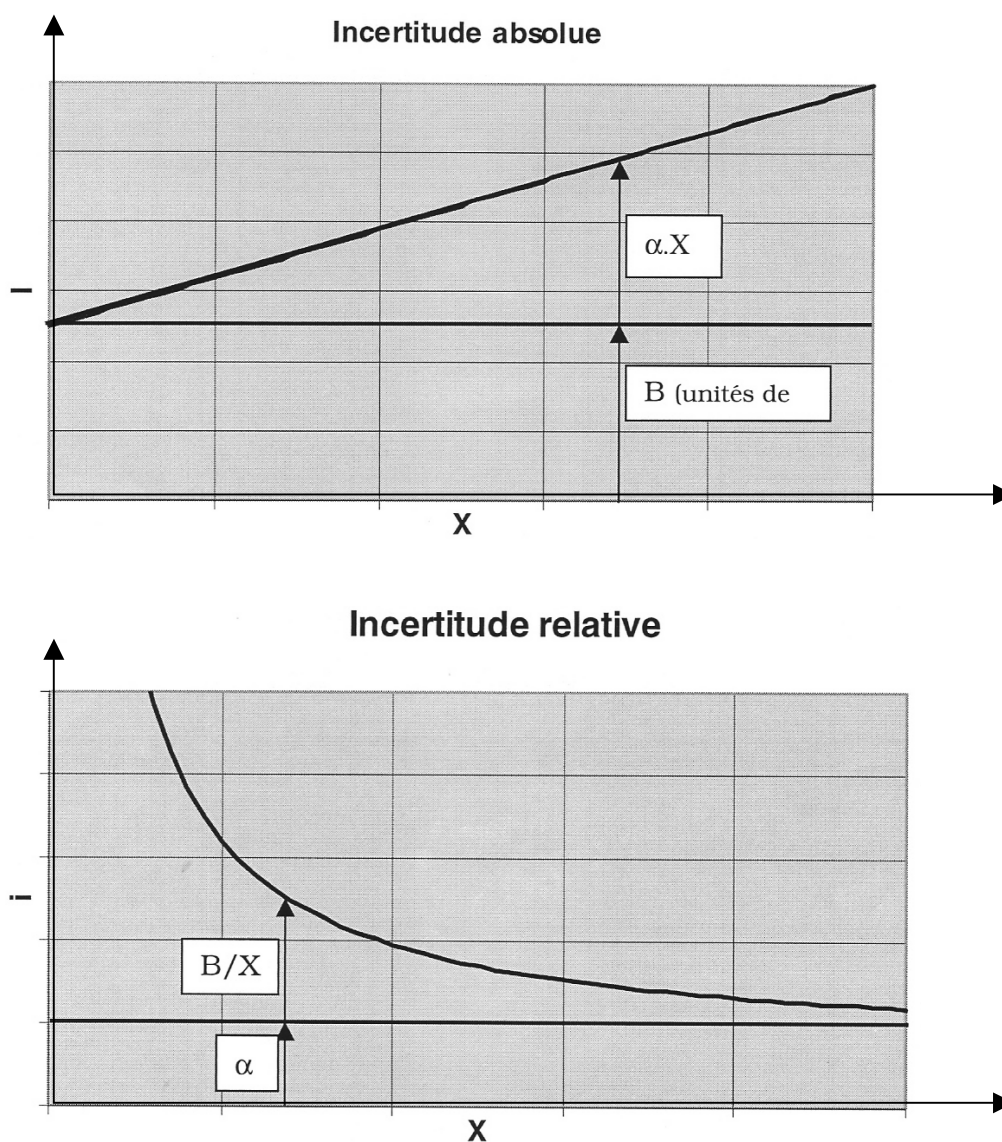 Incertitude absolue
α.X
I
B (unités de
X
Incertitude relative
i
B/X
α
X